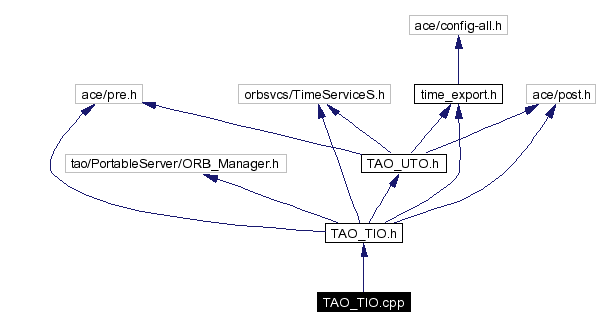 ace/config-all.h
ace/pre.h
orbsvcs/TimeServiceS.h
time_export.h
ace/post.h
tao/PortableServer/ORB_Manager.h
TAO_UTO.h
TAO_TIO.h
TAO_TIO.cpp